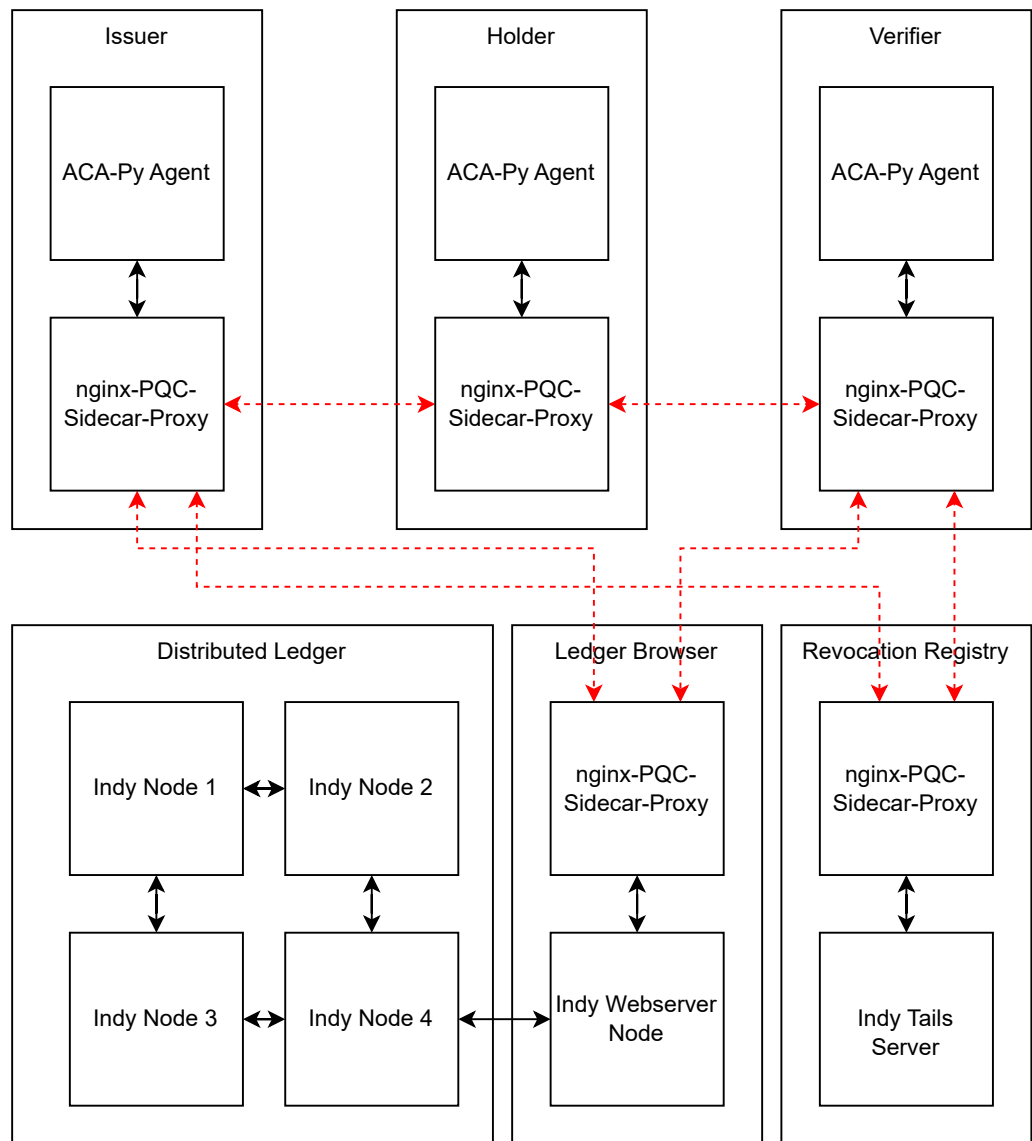 Issuer
Holder
Verifier
ACA-Py Agent
ACA-Py Agent
ACA-Py Agent
nginx-PQC-
Sidecar-Proxy
nginx-PQC-
Sidecar-Proxy
nginx-PQC-
Sidecar-Proxy
Distributed Ledger
Ledger Browser
Revocation Registry
Indy Node 1
Indy Node 2
nginx-PQC-
Sidecar-Proxy
nginx-PQC-
Sidecar-Proxy
Indy Node 3
Indy Node 4
Indy Webserver
Node
Indy Tails
Server